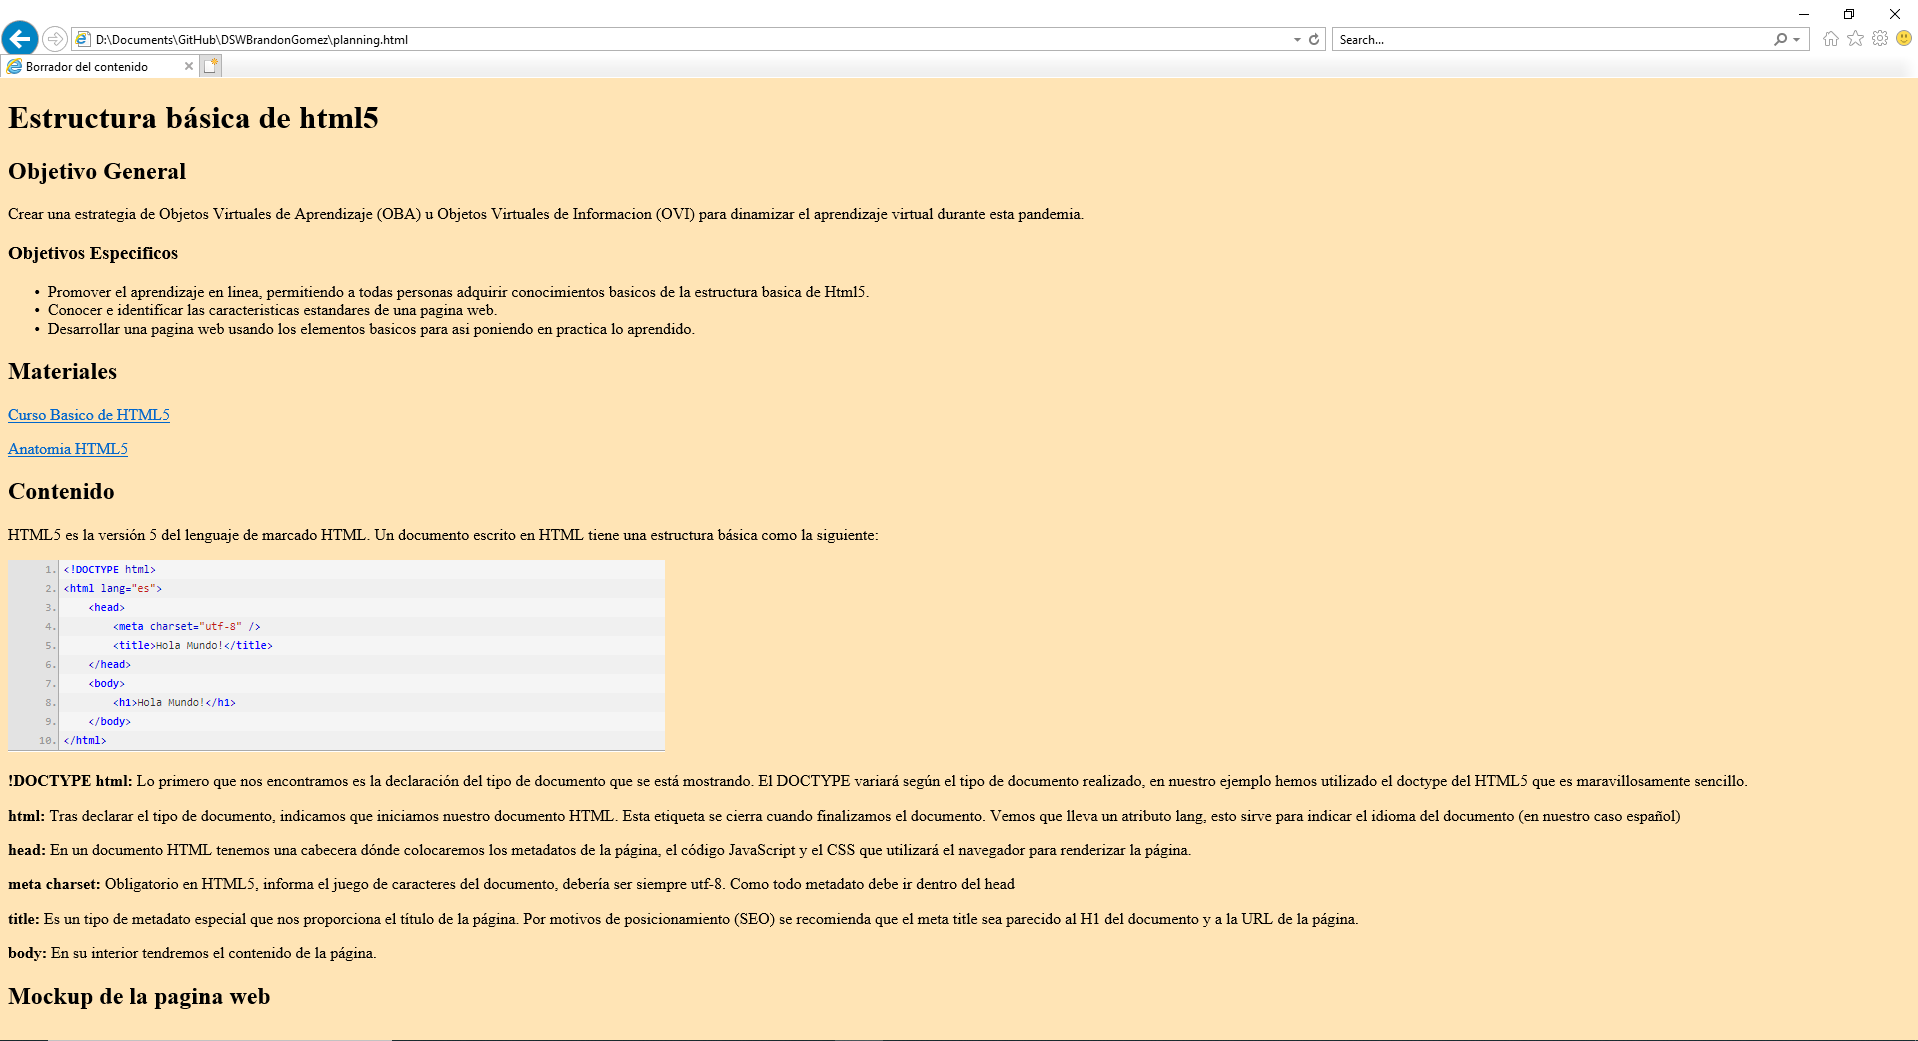 D:\Documents\GitHub\DSWBrandonGomez\planning.html
Search...
Borrador del contenido
Estructura básica de html5
Objetivo General
Crear una estrategia de Objetos Virtuales de Aprendizaje (OBA) u Objetos Virtuales de Informacion (OVI) para dinamizar el aprendizaje virtual durante esta pandemia.
Objetivos Especificos
• Promover el aprendizaje en linea, permitiendo a todas personas adquirir conocimientos basicos de la estructura basica de Html5.
• Conocer e identificar las caracteristicas estandares de una pagina web.
• Desarrollar una pagina web usando los elementos basicos para asi poniendo en practica lo aprendido.
Materiales
Curso Basico de HTML5
Anatomia HTML5
Contenido
HTML5 es la versión 5 del lenguaje de marcado HTML. Un documento escrito en HTML tiene una estructura básica como la siguiente:
1. <!DOCTYPE html>
2. <html lang="es">
3. <head>
4. <meta charset="utf-8" />
5. <title>Hola Mundo!</title>
6. </head>
7. <body>
8. <h1>Hola Mundo!</h1>
9. </body>
10. </html>
!DOCTYPE html: Lo primero que nos encontramos es la declaración del tipo de documento que se está mostrando. El DOCTYPE variará según el tipo de documento realizado, en nuestro ejemplo hemos utilizado el doctype del HTML5 que es maravillosamente sencillo.
html: Tras declarar el tipo de documento, indicamos que iniciamos nuestro documento HTML. Esta etiqueta se cierra cuando finalizamos el documento. Vemos que lleva un atributo lang, esto sirve para indicar el idioma del documento (en nuestro caso español)
head: En un documento HTML tenemos una cabecera dónde colocaremos los metadatos de la página, el código JavaScript y el CSS que utilizará el navegador para renderizar la página.
meta charset: Obligatorio en HTML5, informa el juego de caracteres del documento, debería ser siempre utf-8. Como todo metadato debe ir dentro del head
title: Es un tipo de metadato especial que nos proporciona el título de la página. Por motivos de posicionamiento (SEO) se recomienda que el meta title sea parecido al H1 del documento y a la URL de la página.
body: En su interior tendremos el contenido de la página.
Mockup de la pagina web